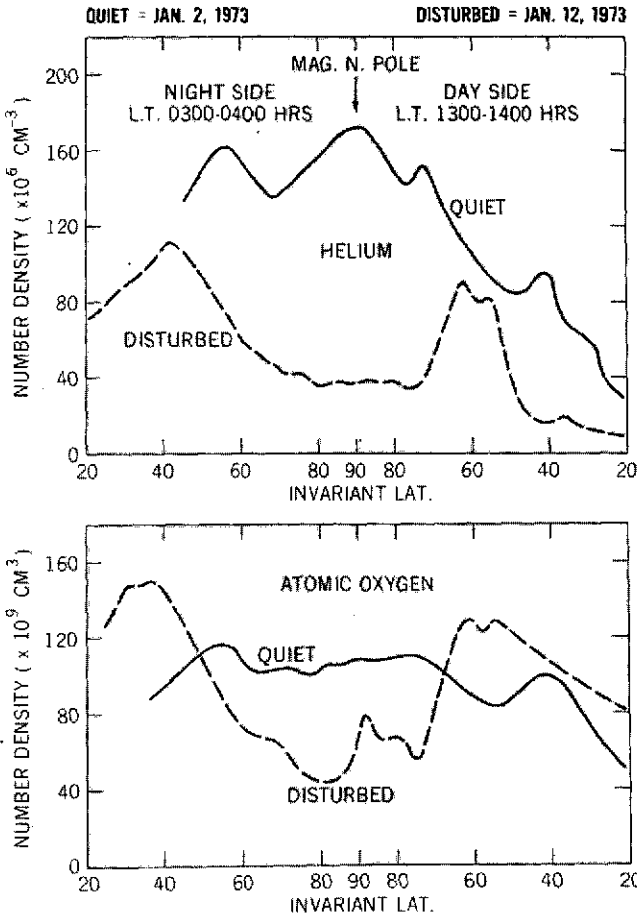 QUIET = JAN. 2, 1973 DISTURBED = JAN. 12, 1973
MAG. N. POLE
NIGHT SIDE
L.T. 0300-0400 HRS
DAY SIDE
L.T. 1300-1400 HRS
NUMBER DENSITY (×10⁶ CM⁻³)
220
160
120
80
40
0
QUIET
HELIUM
DISTURBED
20 40 60 80 90 80 60 40 20
INVARIANT LAT.
NUMBER DENSITY (× 10⁹ CM³)
160
120
80
40
0
ATOMIC OXYGEN
QUIET
DISTURBED
20 40 60 80 90 80 60 40 20
INVARIANT LAT.